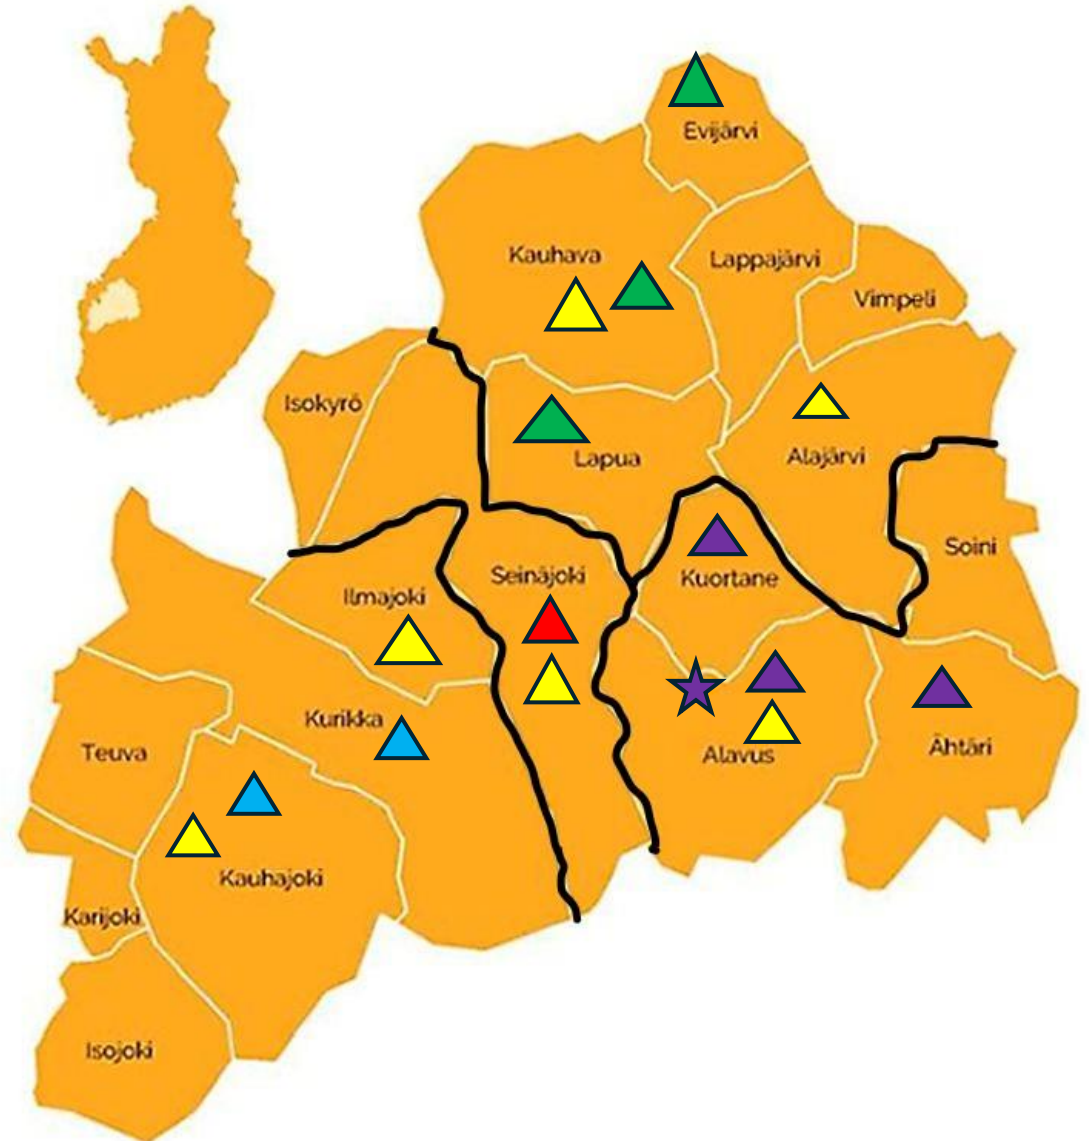 Evijärvi
Kauhava
Lappajärvi
Vimpeli
Isokyrö
Lapua
Alajärvi
Soini
Seinäjoki
Kuortane
Ilmajoki
Kurikka
Teuva
Alavus
Ähtäri
Kauhajoki
Karijoki
Isojoki